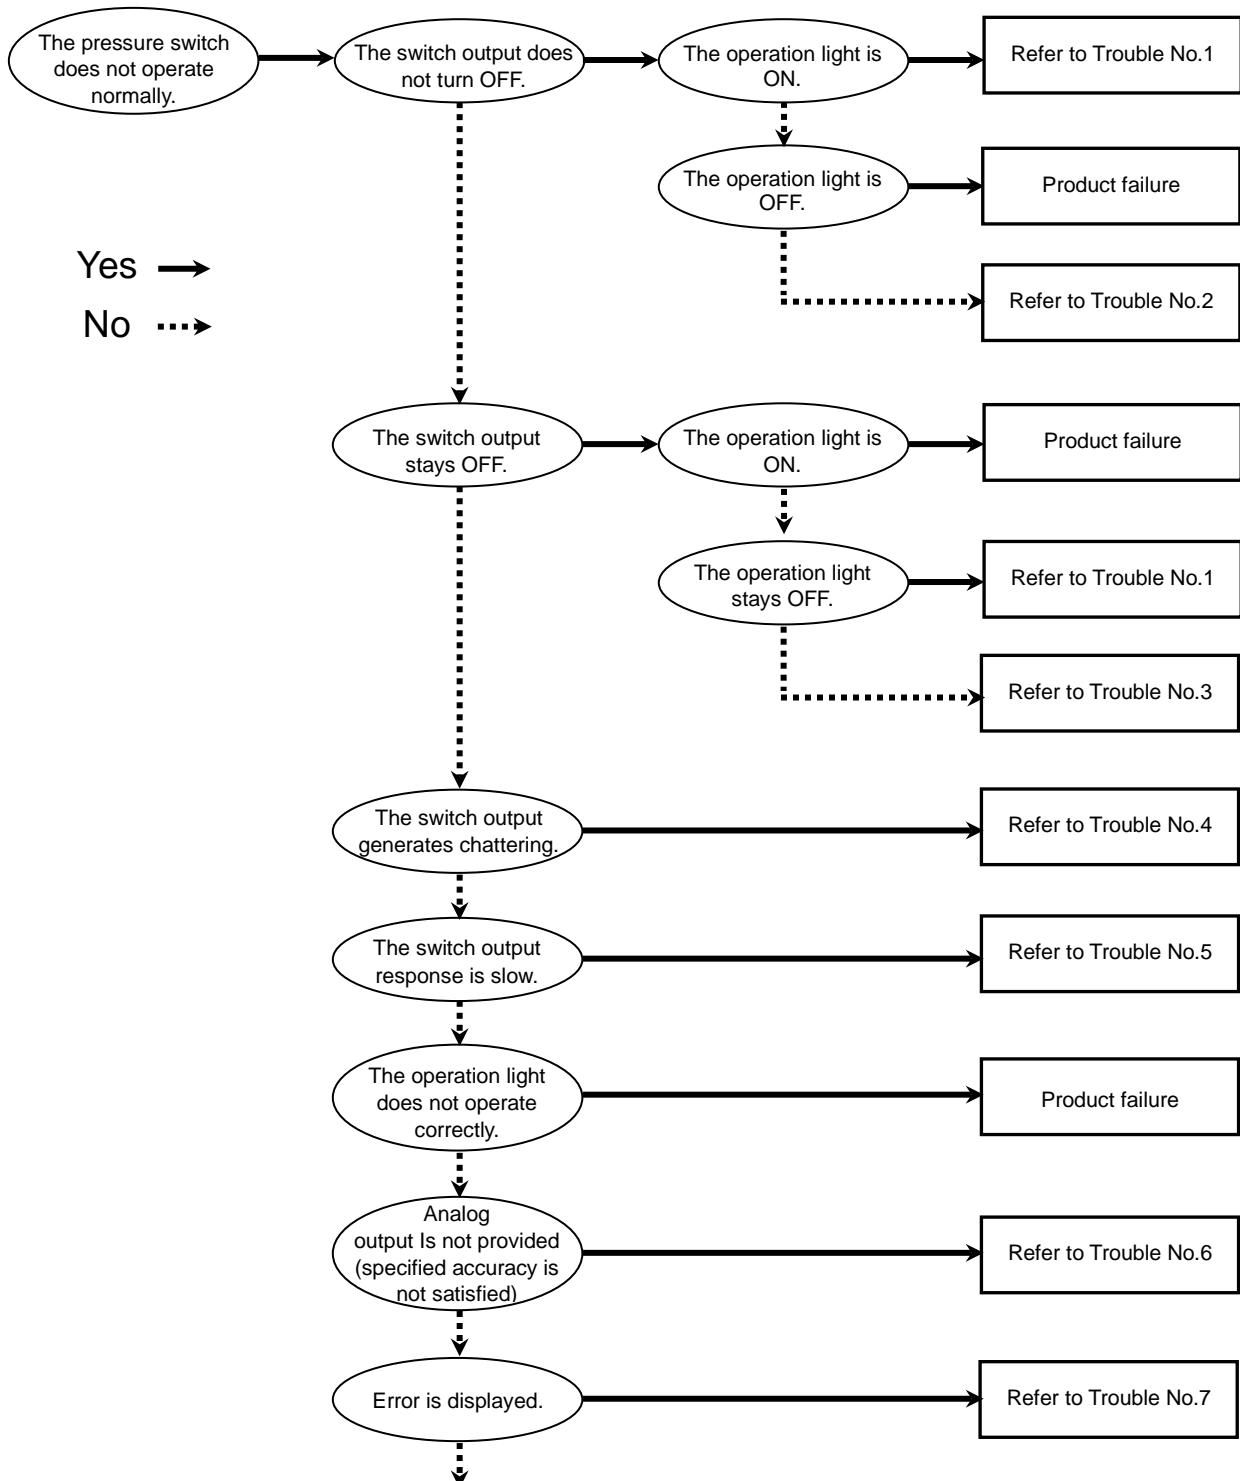 The pressure switch
does not operate
normally.
The switch output does
not turn OFF.
The operation light is
ON.
Refer to Trouble No.1
The operation light is
OFF.
Product failure
Yes
No
Refer to Trouble No.2
The switch output
stays OFF.
The operation light is
ON.
Product failure
The operation light
stays OFF.
Refer to Trouble No.1
Refer to Trouble No.3
The switch output
generates chattering.
Refer to Trouble No.4
The switch output
response is slow.
Refer to Trouble No.5
The operation light
does not operate
correctly.
Product failure
Analog
output Is not provided
(specified accuracy is
not satisfied)
Refer to Trouble No.6
Error is displayed.
Refer to Trouble No.7